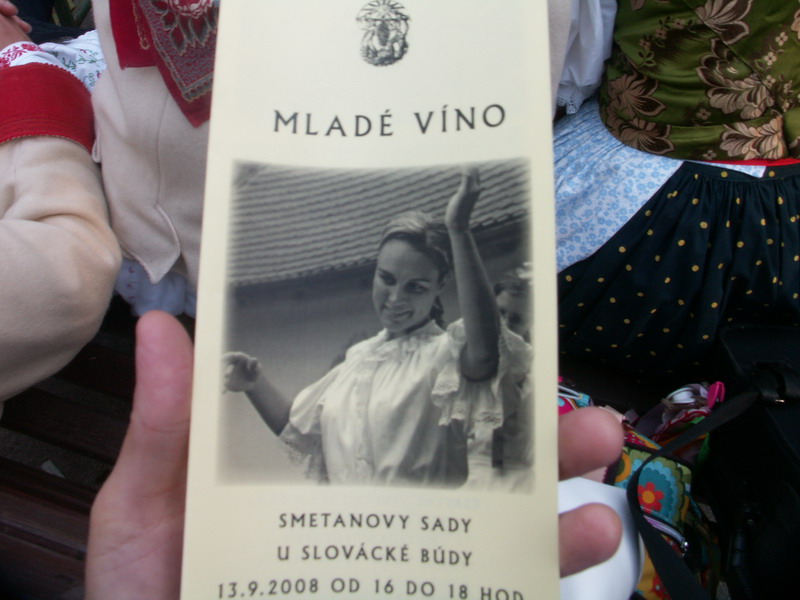 MLADÉ VÍNO
SMETANOVY SADY
U SLOVÁCKÉ BÚDY
13.9.2008 OD 16 DO 18 HOD